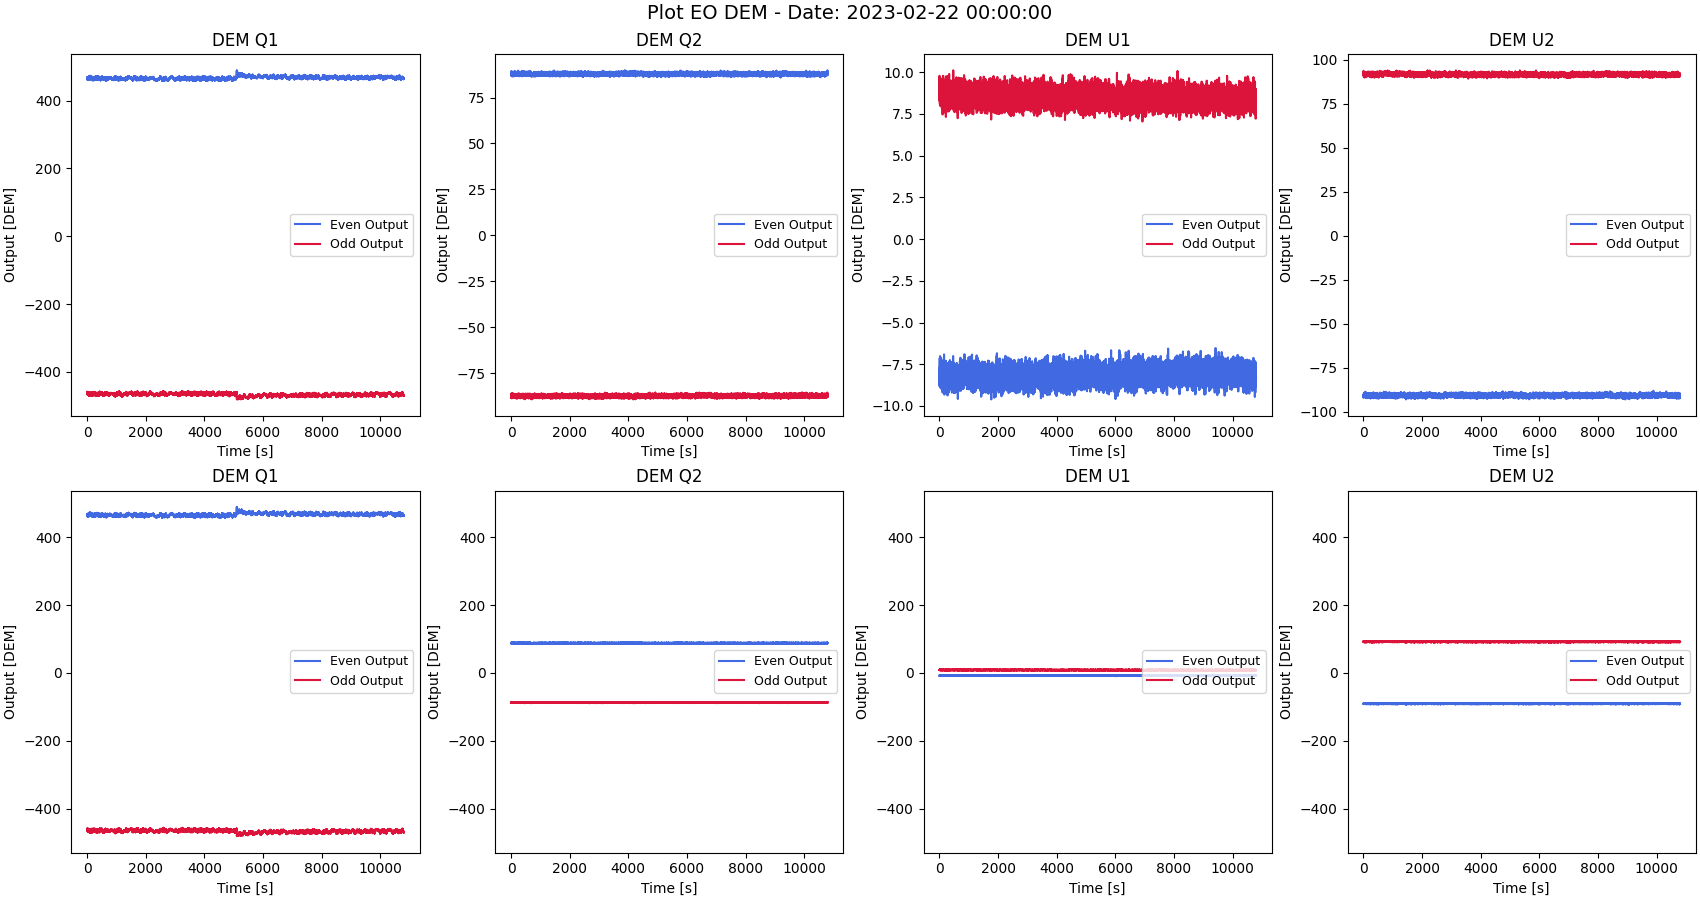 Plot EO DEM - Date: 2023-02-22 00:00:00
DEM Q1
Output [DEM]
400
200
0
−200
−400
Even Output
Odd Output
0 2000 4000 6000 8000 10000
Time [s]
DEM Q2
Output [DEM]
75
50
25
0
−25
−50
−75
Even Output
Odd Output
0 2000 4000 6000 8000 10000
Time [s]
DEM U1
Output [DEM]
10.0
7.5
5.0
2.5
0.0
−2.5
−5.0
−7.5
−10.0
Even Output
Odd Output
0 2000 4000 6000 8000 10000
Time [s]
DEM U2
Output [DEM]
100
75
50
25
0
−25
−50
−75
−100
Even Output
Odd Output
0 2000 4000 6000 8000 10000
Time [s]
DEM Q1
Output [DEM]
400
200
0
−200
−400
Even Output
Odd Output
0 2000 4000 6000 8000 10000
Time [s]
DEM Q2
Output [DEM]
400
200
0
−200
−400
Even Output
Odd Output
0 2000 4000 6000 8000 10000
Time [s]
DEM U1
Output [DEM]
400
200
0
−200
−400
Even Output
Odd Output
0 2000 4000 6000 8000 10000
Time [s]
DEM U2
Output [DEM]
400
200
0
−200
−400
Even Output
Odd Output
0 2000 4000 6000 8000 10000
Time [s]